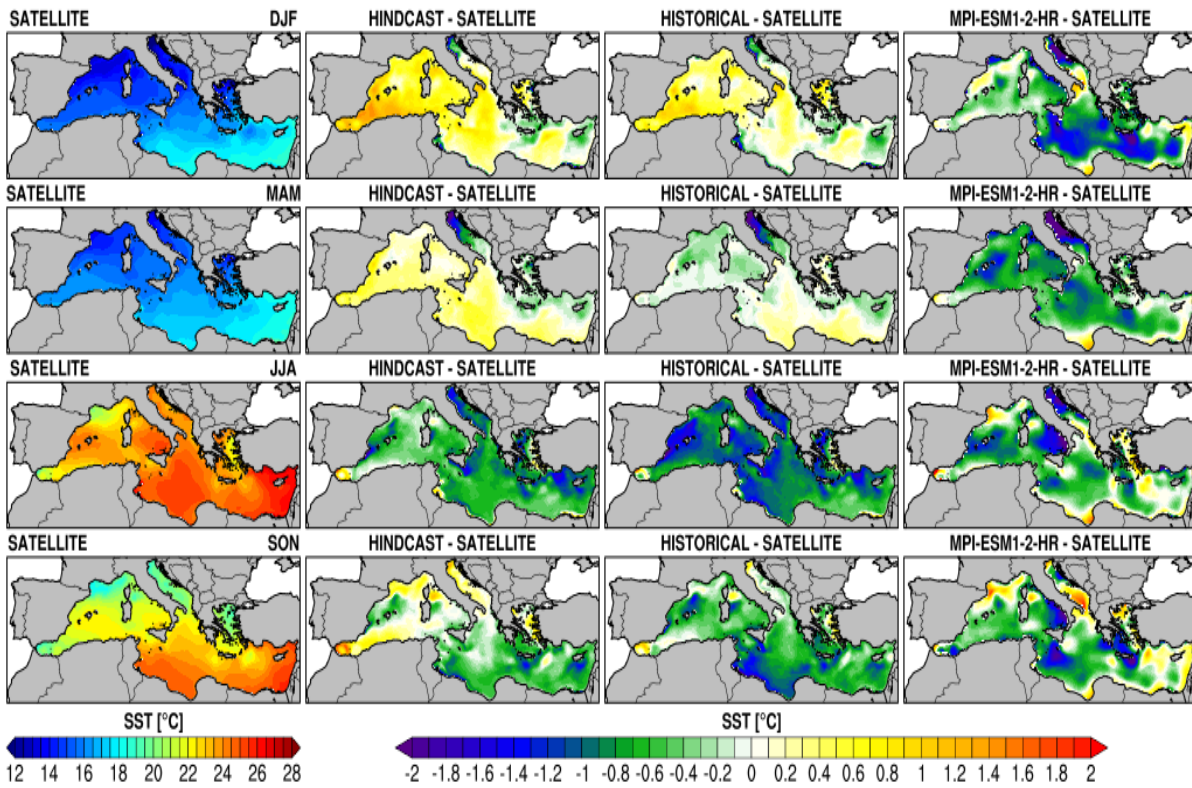 SATELLITE DJF HINDCAST - SATELLITE HISTORICAL - SATELLITE MPI-ESM1-2-HR - SATELLITE
SATELLITE MAM HINDCAST - SATELLITE HISTORICAL - SATELLITE MPI-ESM1-2-HR - SATELLITE
SATELLITE JJA HINDCAST - SATELLITE HISTORICAL - SATELLITE MPI-ESM1-2-HR - SATELLITE
SATELLITE SON HINDCAST - SATELLITE HISTORICAL - SATELLITE MPI-ESM1-2-HR - SATELLITE
SST [°C] SST [°C]
12 14 16 18 20 22 24 26 28 -2 -1.8 -1.6 -1.4 -1.2 -1 -0.8 -0.6 -0.4 -0.2 0 0.2 0.4 0.6 0.8 1 1.2 1.4 1.6 1.8 2